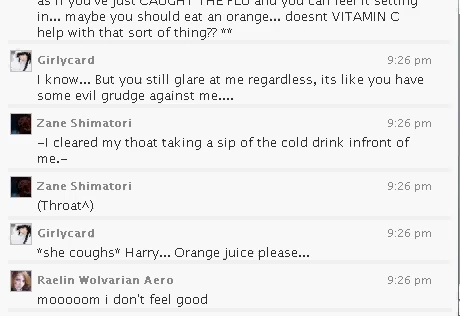 as if you've just CAUGHT THE FLU and you can feel it setting
in... maybe you should eat an orange... doesnt VITAMIN C
help with that sort of thing?? **
Girlycard 9:26 pm
I know... But you still glare at me regardless, its like you have
some evil grudge against me....
Zane Shimatori 9:26 pm
-I cleared my thoat taking a sip of the cold drink infront of
me.-
Zane Shimatori 9:26 pm
(Throat^)
Girlycard 9:26 pm
*she coughs* Harry... Orange juice please...
Raelin Wolvarian Aero 9:26 pm
mooooom i don't feel good